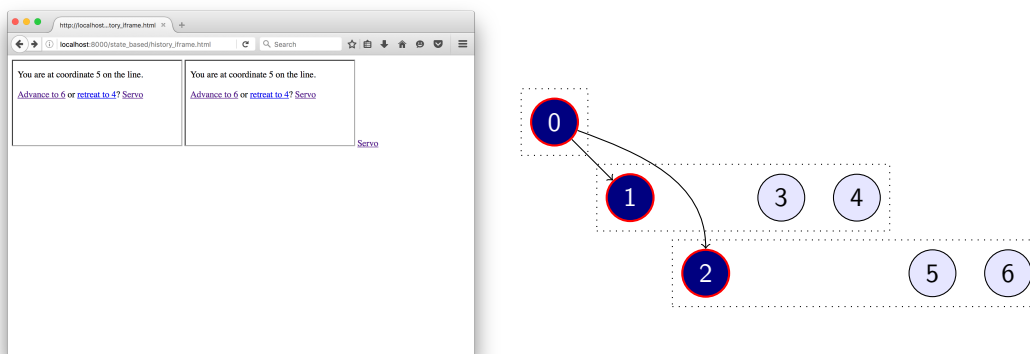 http://localhost...tory_iframe.html
localhost:8000/state_based/history_iframe.html
Search
You are at coordinate 5 on the line.
Advance to 6 or retreat to 4? Servo
You are at coordinate 5 on the line.
Advance to 6 or retreat to 4? Servo
Servo
0
1 3 4
2 5 6